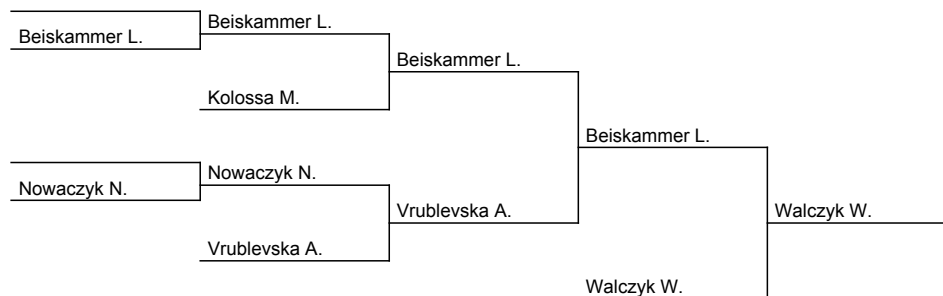 Beiskammer L.
Beiskammer L.
Beiskammer L.
Kolossa M.
Beiskammer L.
Nowaczyk N.
Nowaczyk N.
Vrublevska A.
Walczyk W.
Vrublevska A.
Walczyk W.